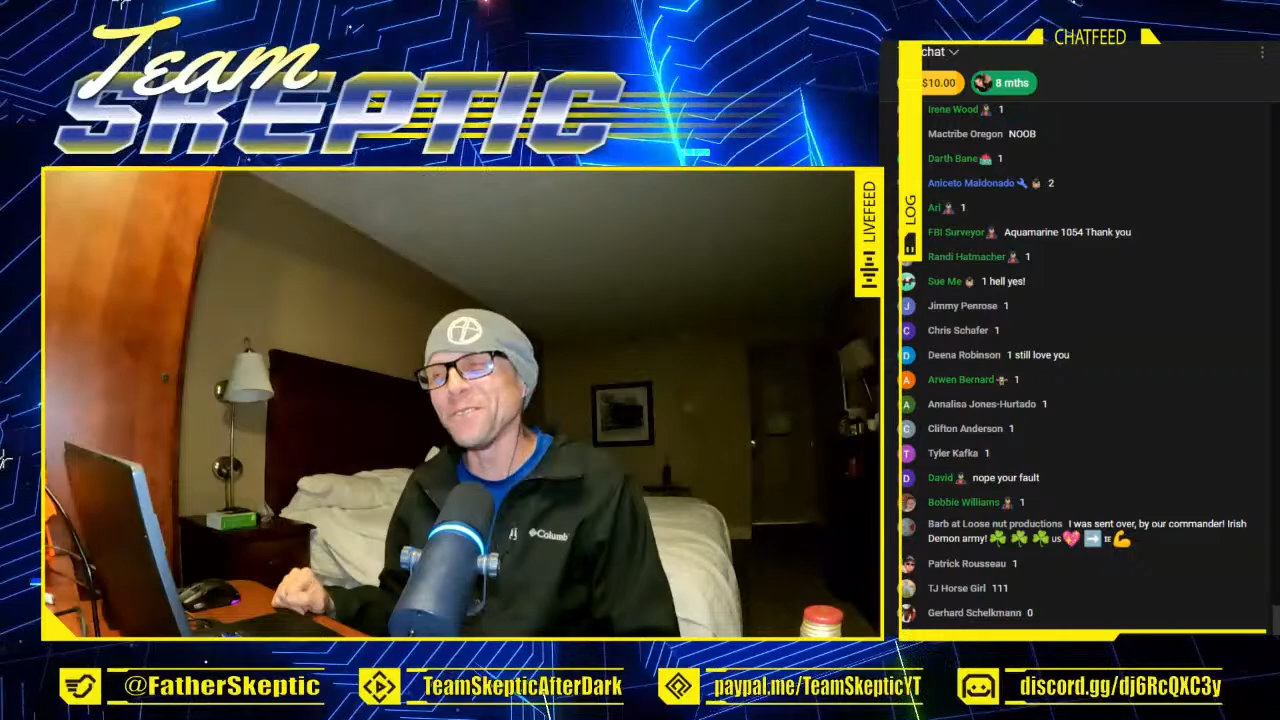 Team
SKEPTIC
CHATFEED
chat
$10.00
8 mths
LIVEFEED
LOG
Irene Wood 1
Mactribe Oregon NOOB
Darth Bane 1
Aniceto Maldonado 2
Ari 1
FBI Surveyor Aquamarine 1054 Thank you
Randi Hatmacher 1
Sue Me 1 hell yes!
J Jimmy Penrose 1
C Chris Schafer 1
D Deena Robinson 1 still love you
A Arwen Bernard 1
A Annalisa Jones-Hurtado 1
C Clifton Anderson 1
T Tyler Kafka 1
D David nope your fault
Bobbie Williams 1
Barb at Loose nut productions I was sent over, by our commander! Irish
Demon army! ☘️ ☘️ ☘️ US 💖 ➡️ IE 💪
Patrick Rousseau 1
TJ Horse Girl 111
Gerhard Schelkmann 0
Columb
@FatherSkeptic
TeamSkepticAfterDark
paypal.me/TeamSkepticYT
discord.gg/dj6RcQXC3y